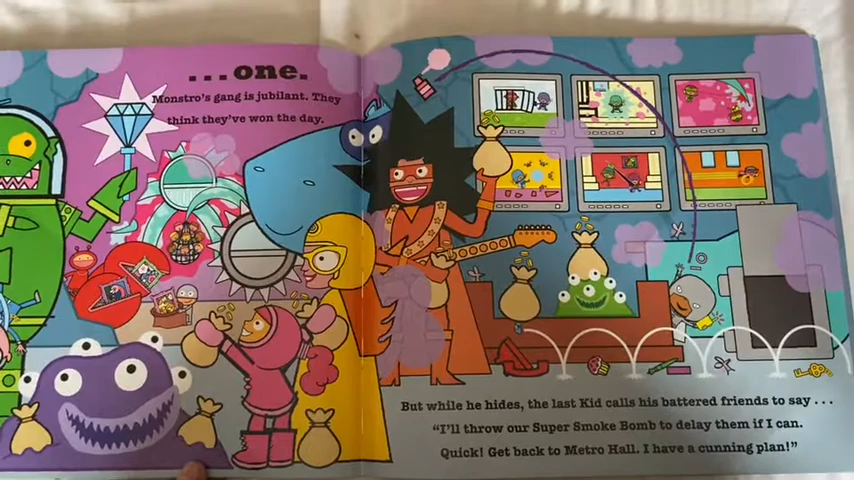 ...one.
Monstro's gang is jubilant. They
think they've won the day.
But while he hides, the last Kid calls his battered friends to say...
"I'll throw our Super Smoke Bomb to delay them if I can.
Quick! Get back to Metro Hall. I have a cunning plan!"